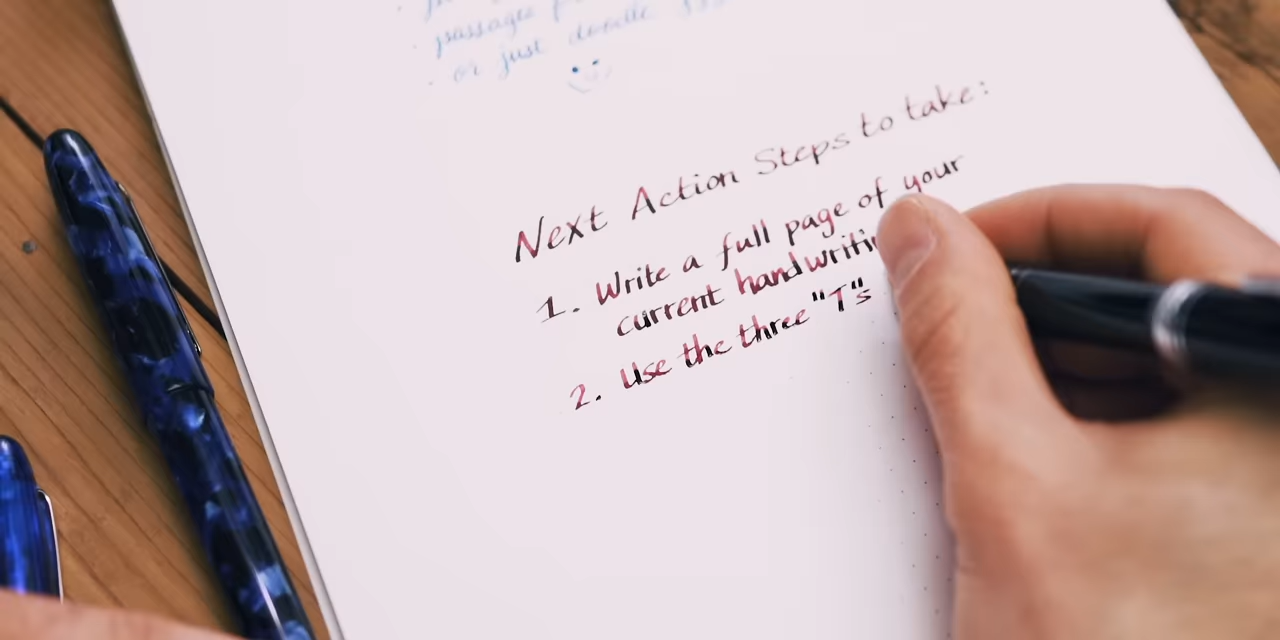 passages
or just doodle
Next Action Steps to take:
1. Write a full page of your
current handwriti
2. Use the three "T"s